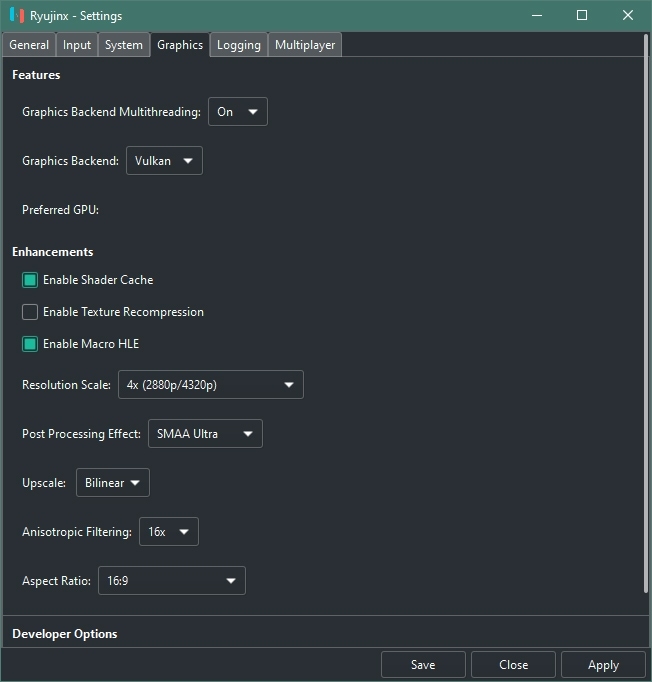 Ryujinx - Settings
General Input System Graphics Logging Multiplayer
Features
Graphics Backend Multithreading: On
Graphics Backend: Vulkan
Preferred GPU:
Enhancements
Enable Shader Cache
Enable Texture Recompression
Enable Macro HLE
Resolution Scale: 4x (2880p/4320p)
Post Processing Effect: SMAA Ultra
Upscale: Bilinear
Anisotropic Filtering: 16x
Aspect Ratio: 16:9
Developer Options
Save Close Apply